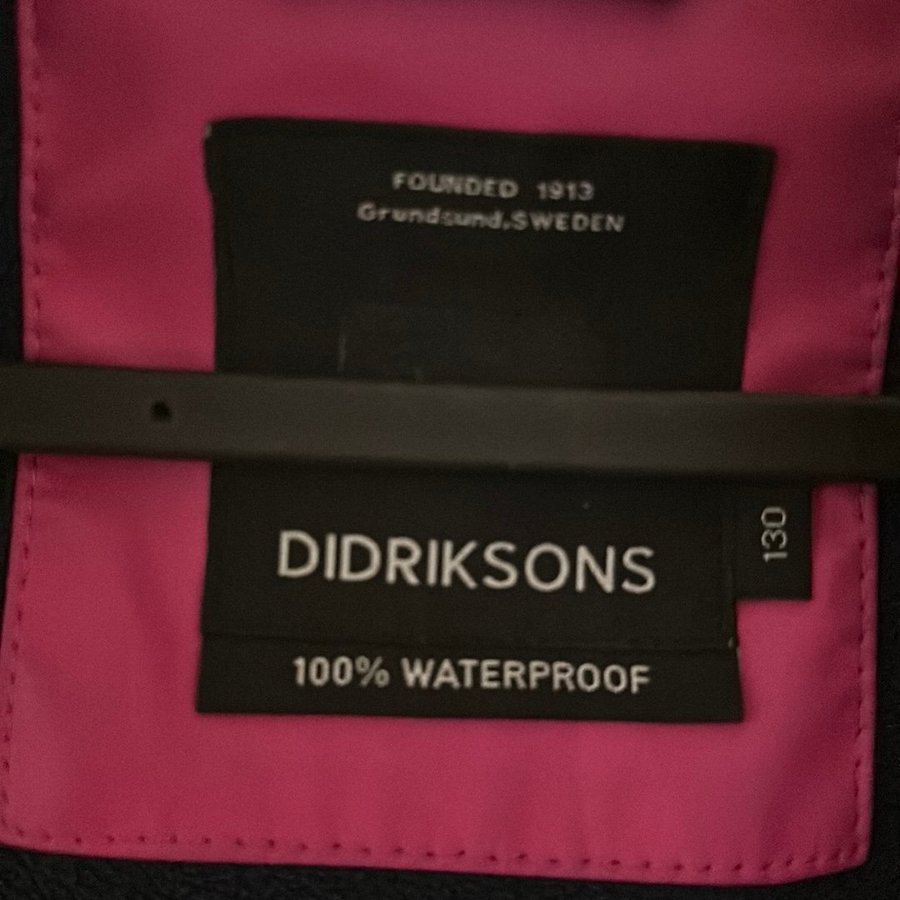 FOUNDED 1913
Grundsund,SWEDEN
DIDRIKSONS
130
100% WATERPROOF